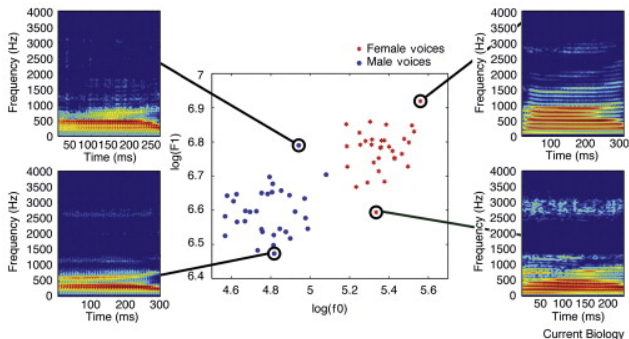 Frequency (Hz)
4000
3500
3000
2500
2000
1500
1000
500
0
50 100 150 200 250
Time (ms)
Female voices
Male voices
log(F1)
7
6.9
6.8
6.7
6.6
6.5
6.4
4.6 4.8 5 5.2 5.4 5.6
log(f0)
Frequency (Hz)
4000
3500
3000
2500
2000
1500
1000
500
0
100 200 300
Time (ms)
Frequency (Hz)
4000
3500
3000
2500
2000
1500
1000
500
0
100 200 300
Time (ms)
Frequency (Hz)
4000
3500
3000
2500
2000
1500
1000
500
0
50 100 150 200
Time (ms)
Current Biology